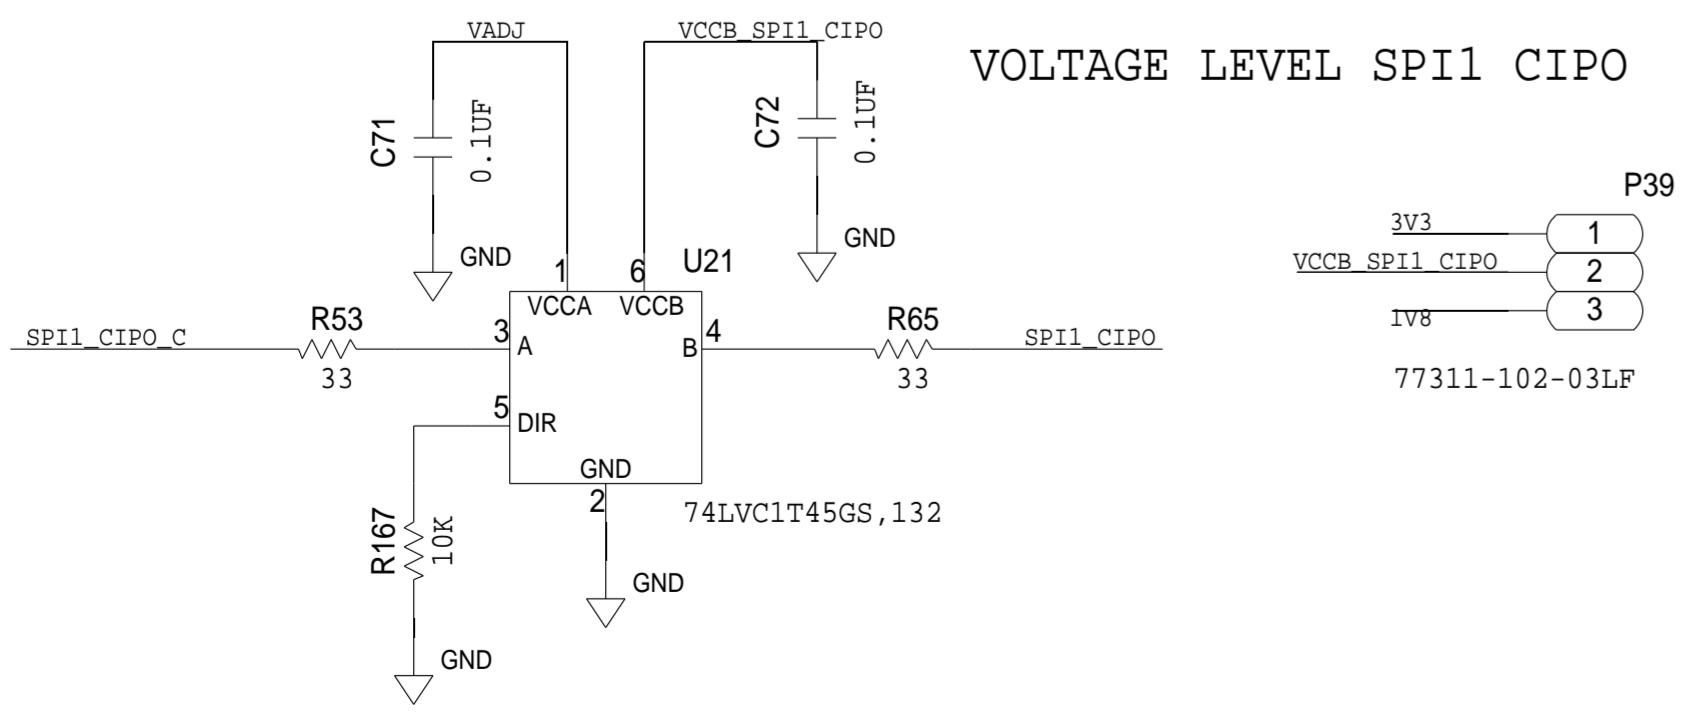 VADJ
VCCB_SPI1_CIPO
VOLTAGE LEVEL SPI1 CIPO
C71
0.1UF
C72
0.1UF
GND
GND
P39
3V3
1
VCCB_SPI1_CIPO
2
1V8
3
77311-102-03LF
1
6
U21
VCCA
VCCB
SPI1_CIPO_C
R53
33
3
A
B
4
R65
33
SPI1_CIPO
5
DIR
GND
2
74LVC1T45GS,132
R167
10K
GND
GND